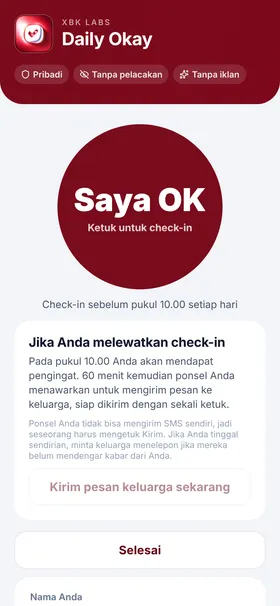 XBK LABS
Daily Okay
Pribadi
Tanpa pelacakan
Tanpa iklan
Saya OK
Ketuk untuk check-in
Check-in sebelum pukul 10.00 setiap hari
Jika Anda melewatkan check-in
Pada pukul 10.00 Anda akan mendapat
pengingat. 60 menit kemudian ponsel Anda
menawarkan untuk mengirim pesan ke
keluarga, siap dikirim dengan sekali ketuk.
Ponsel Anda tidak bisa mengirim SMS sendiri, jadi
seseorang harus mengetuk Kirim. Jika Anda tinggal
sendirian, minta keluarga menelepon jika mereka
belum mendengar kabar dari Anda.
Kirim pesan keluarga sekarang
Selesai
Nama Anda